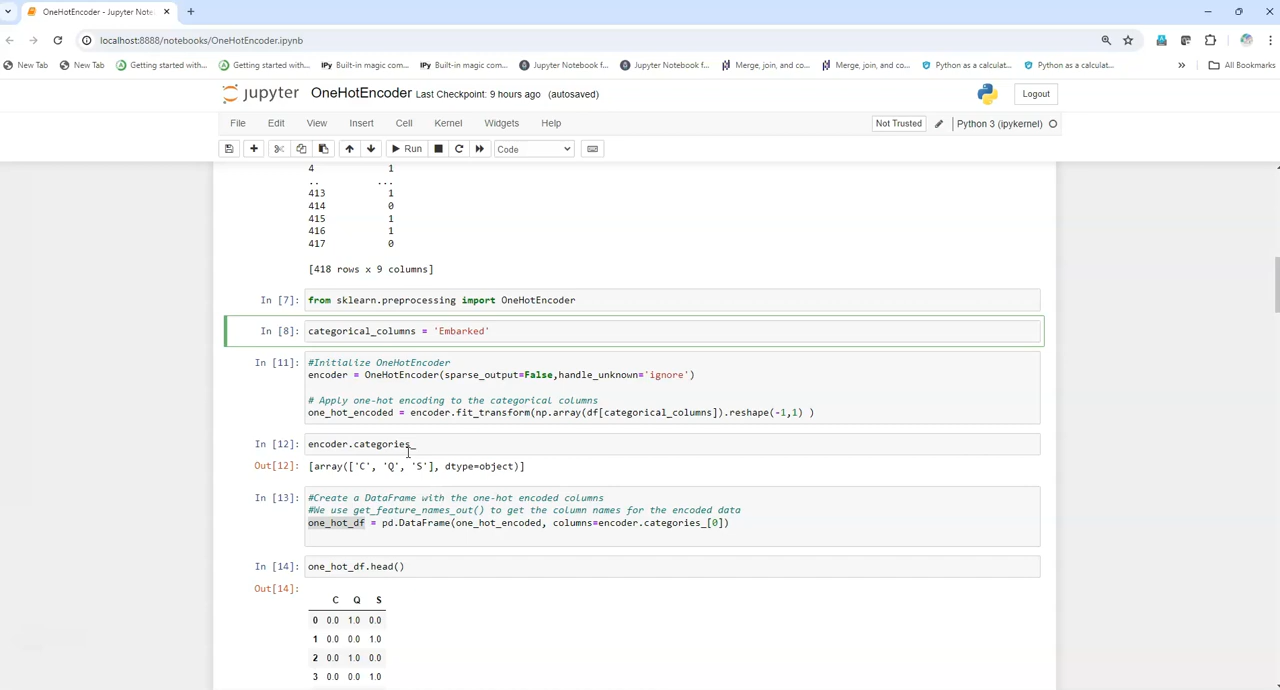 OneHotEncoder - Jupyter Note
localhost:8888/notebooks/OneHotEncoder.ipynb
New Tab New Tab Getting started with... Getting started with... IPy Built-in magic com... IPy Built-in magic com... Jupyter Notebook f... Jupyter Notebook f... Merge, join, and co... Merge, join, and co... Python as a calculat... Python as a calculat... » All Bookmarks
jupyter OneHotEncoder Last Checkpoint: 9 hours ago (autosaved) Logout
File Edit View Insert Cell Kernel Widgets Help Not Trusted Python 3 (ipykernel)
Run Code
4 1
.. ...
413 1
414 0
415 1
416 1
417 0
[418 rows x 9 columns]
In [7]: from sklearn.preprocessing import OneHotEncoder
In [8]: categorical_columns = 'Embarked'
In [11]: #Initialize OneHotEncoder
encoder = OneHotEncoder(sparse_output=False,handle_unknown='ignore')
# Apply one-hot encoding to the categorical columns
one_hot_encoded = encoder.fit_transform(np.array(df[categorical_columns]).reshape(-1,1) )
In [12]: encoder.categories_
Out[12]: [array(['C', 'Q', 'S'], dtype=object)]
In [13]: #Create a DataFrame with the one-hot encoded columns
#We use get_feature_names_out() to get the column names for the encoded data
one_hot_df = pd.DataFrame(one_hot_encoded, columns=encoder.categories_[0])
In [14]: one_hot_df.head()
Out[14]:
C Q S
0 0.0 1.0 0.0
1 0.0 0.0 1.0
2 0.0 1.0 0.0
3 0.0 0.0 1.0